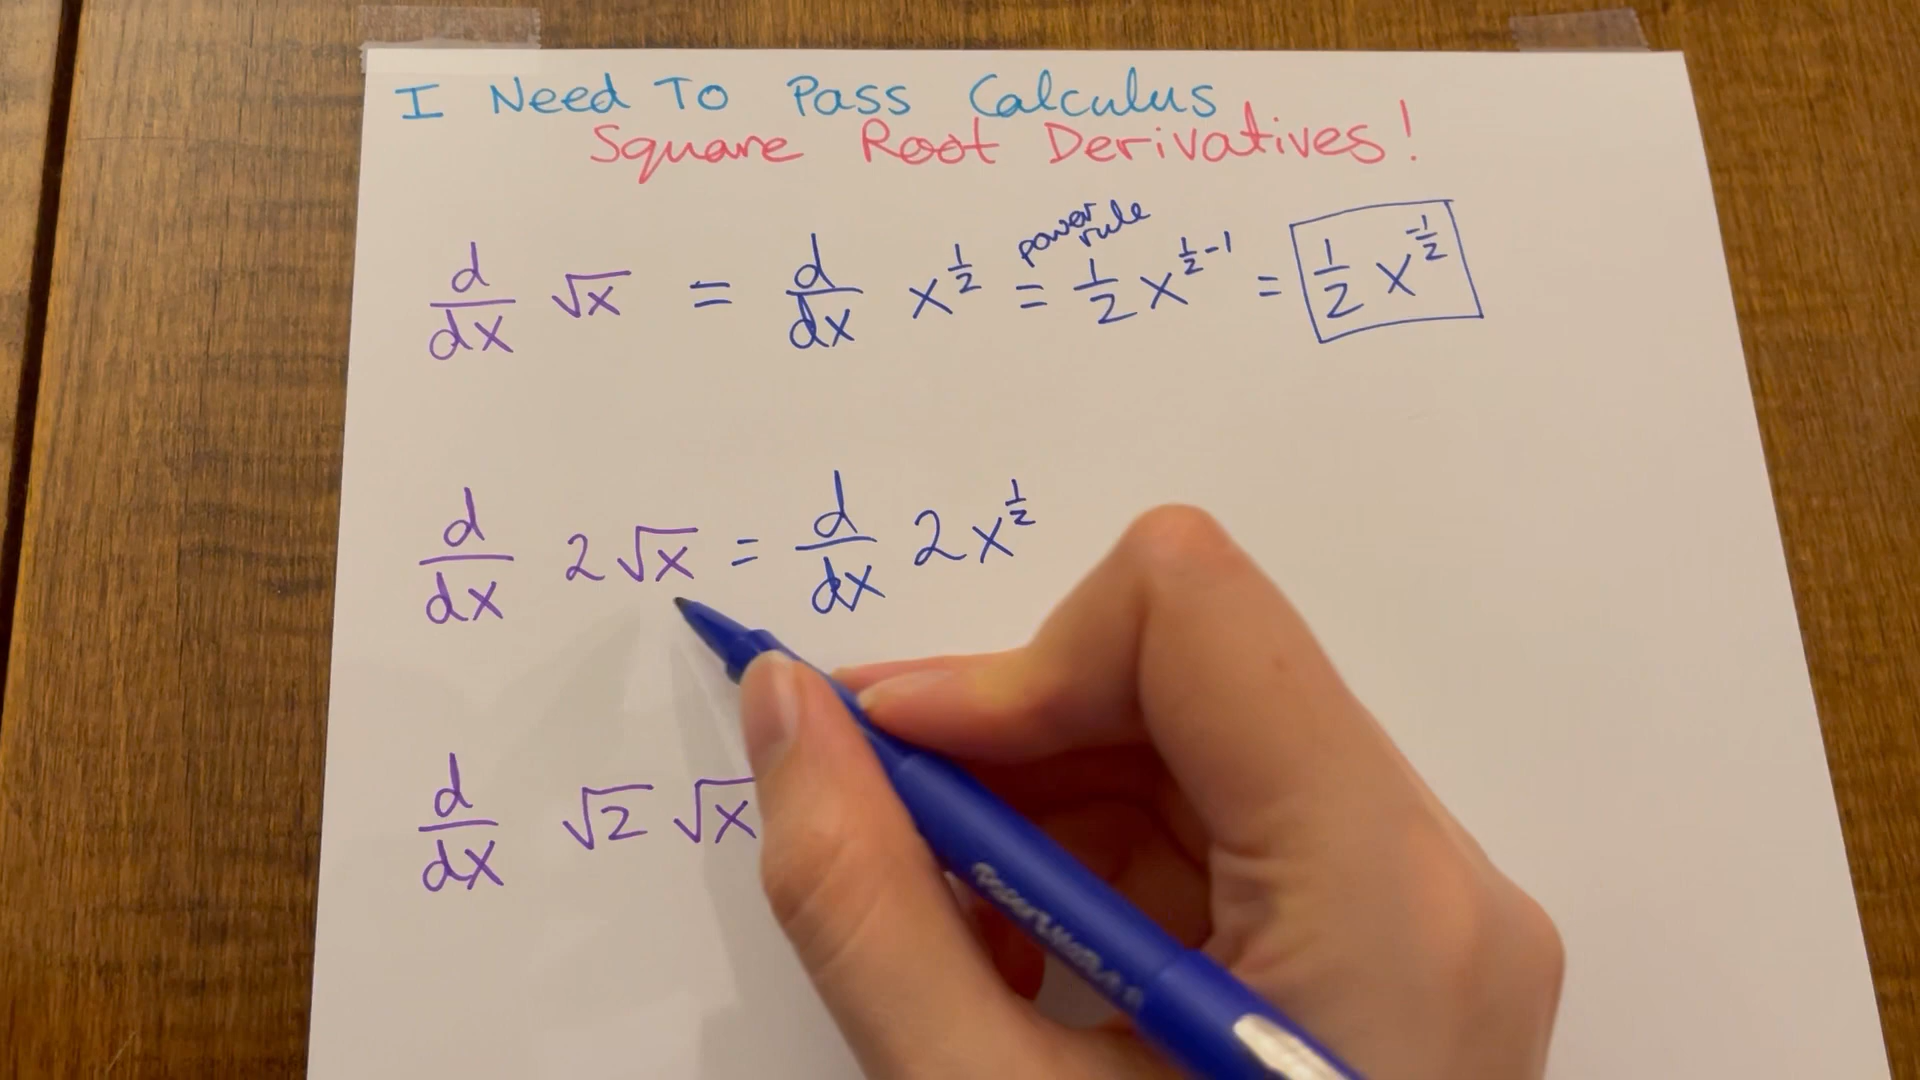 I Need To Pass Calculus
Square Root Derivatives!
power rule
d/dx √x = d/dx x^1/2 = 1/2 x^1/2-1 = 1/2 x^-1/2
d/dx 2√x = d/dx 2x^1/2
d/dx √2 √x